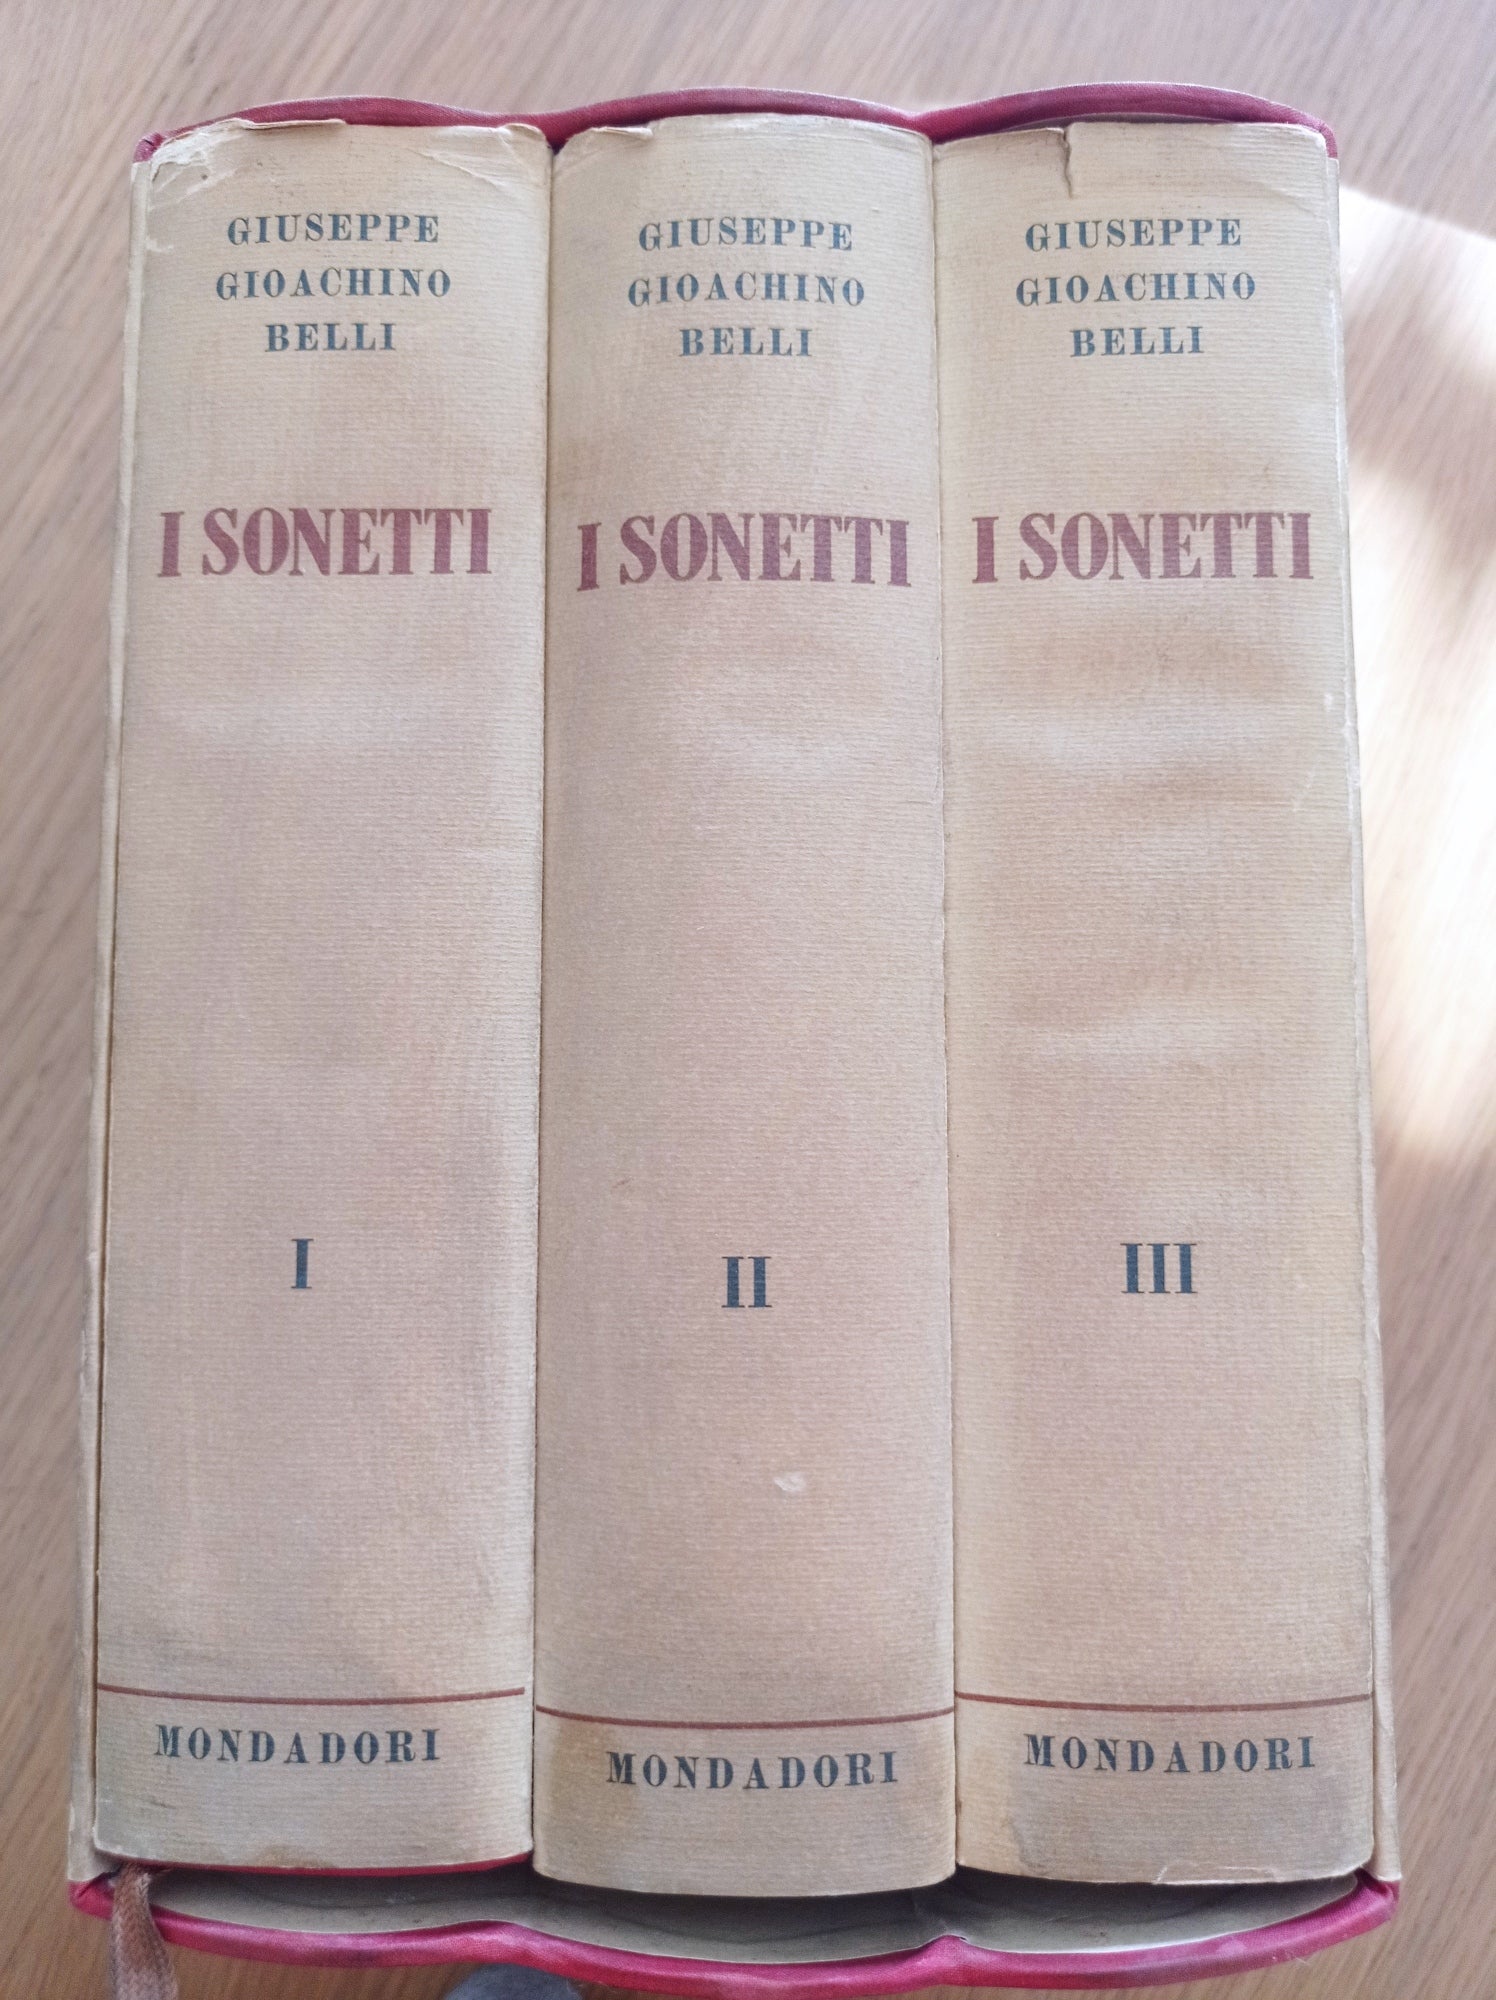 GIUSEPPE
GIOACHINO
BELLI
I SONETTI
I
MONDADORI
GIUSEPPE
GIOACHINO
BELLI
I SONETTI
II
MONDADORI
GIUSEPPE
GIOACHINO
BELLI
I SONETTI
III
MONDADORI